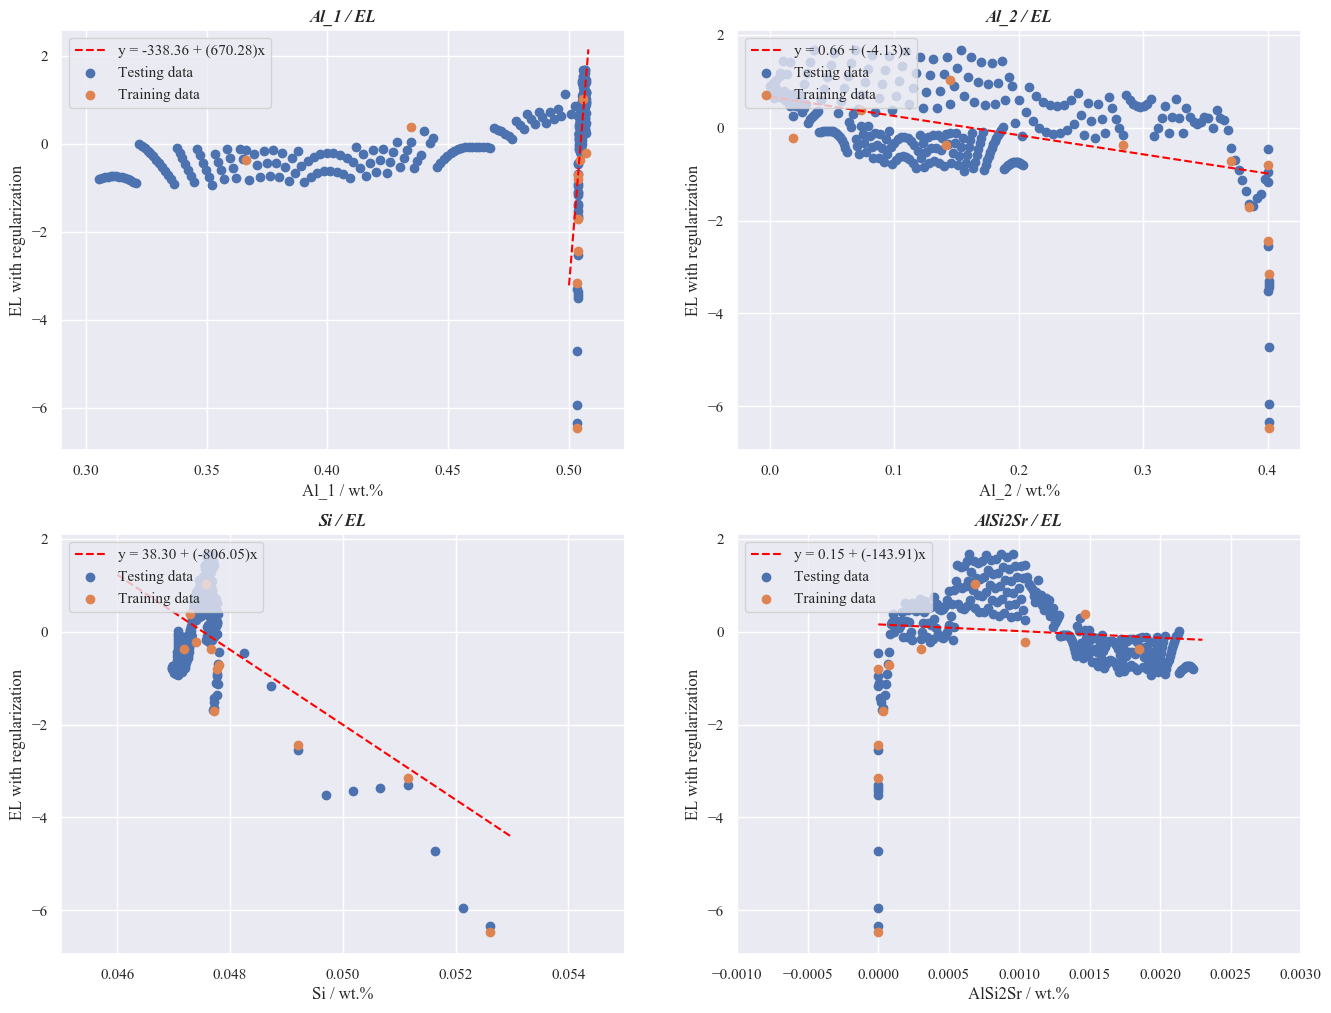 Al_1 / EL
y = -338.36 + (670.28)x
Testing data
Training data
2
0
−2
−4
−6
EL with regularization
0.30
0.35
0.40
0.45
0.50
Al_1 / wt.%
Al_2 / EL
y = 0.66 + (-4.13)x
Testing data
Training data
2
0
−2
−4
−6
EL with regularization
0.0
0.1
0.2
0.3
0.4
Al_2 / wt.%
Si / EL
y = 38.30 + (-806.05)x
Testing data
Training data
2
0
−2
−4
−6
EL with regularization
0.046
0.048
0.050
0.052
0.054
Si / wt.%
AlSi2Sr / EL
y = 0.15 + (-143.91)x
Testing data
Training data
2
0
−2
−4
−6
EL with regularization
−0.0010
−0.0005
0.0000
0.0005
0.0010
0.0015
0.0020
0.0025
0.0030
AlSi2Sr / wt.%